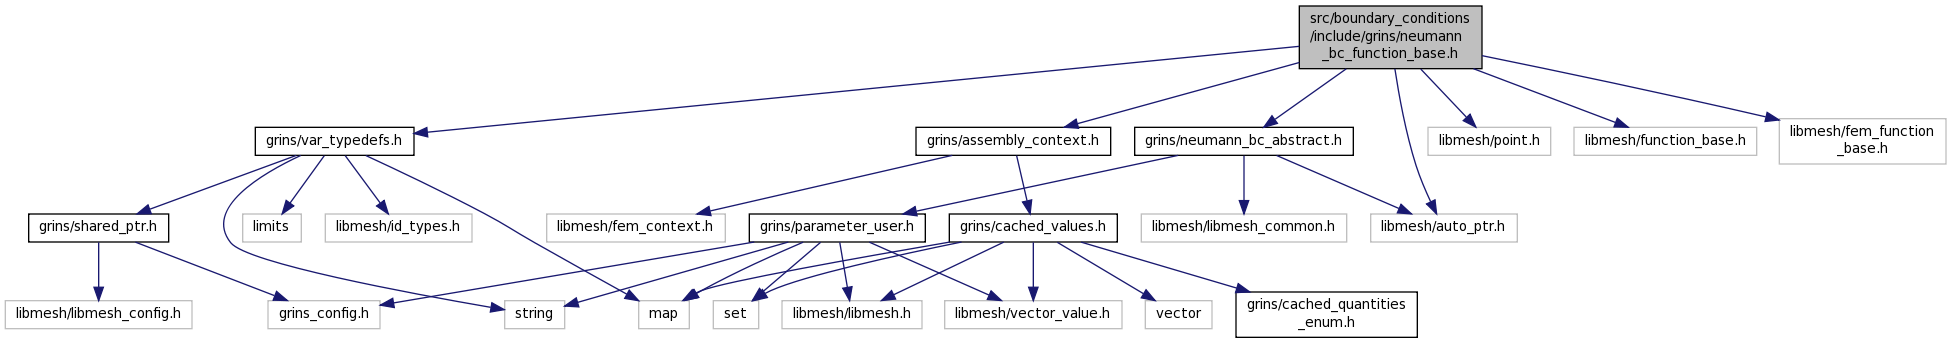 src/boundary_conditions
/include/grins/neumann
_bc_function_base.h
grins/var_typedefs.h
grins/assembly_context.h
grins/neumann_bc_abstract.h
libmesh/point.h
libmesh/function_base.h
libmesh/fem_function
_base.h
grins/shared_ptr.h
limits
libmesh/id_types.h
libmesh/fem_context.h
grins/parameter_user.h
grins/cached_values.h
libmesh/libmesh_common.h
libmesh/auto_ptr.h
libmesh/libmesh_config.h
grins_config.h
string
map
set
libmesh/libmesh.h
libmesh/vector_value.h
vector
grins/cached_quantities
_enum.h